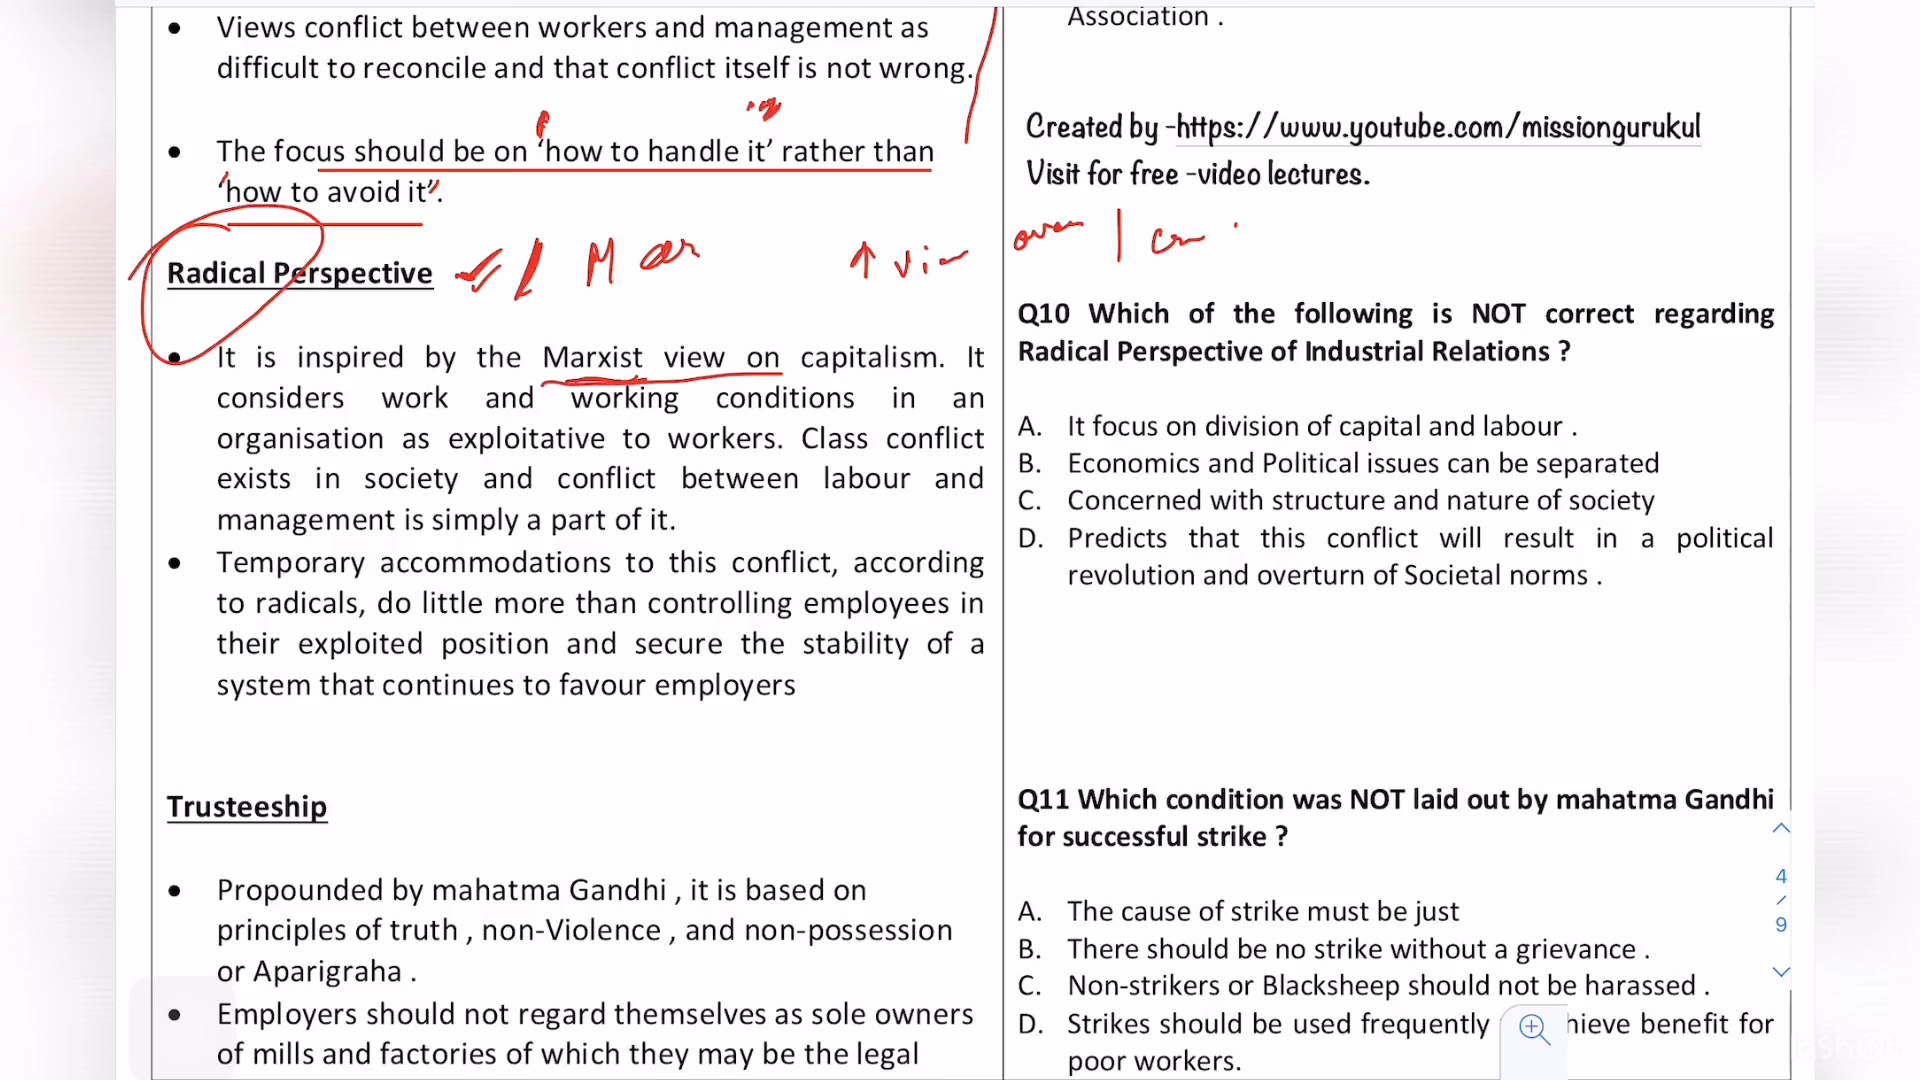 Views conflict between workers and management as
difficult to reconcile and that conflict itself is not wrong.
The focus should be on ‘how to handle it’ rather than
‘how to avoid it”.
Radical Perspective
It is inspired by the Marxist view on capitalism. It
considers work and working conditions in an
organisation as exploitative to workers. Class conflict
exists in society and conflict between labour and
management is simply a part of it.
Temporary accommodations to this conflict, according
to radicals, do little more than controlling employees in
their exploited position and secure the stability of a
system that continues to favour employers
Trusteeship
Propounded by mahatma Gandhi , it is based on
principles of truth , non-Violence , and non-possession
or Aparigraha .
Employers should not regard themselves as sole owners
of mills and factories of which they may be the legal
Association .
Created by -https://www.youtube.com/missiongurukul
Visit for free -video lectures.
Q10 Which of the following is NOT correct regarding
Radical Perspective of Industrial Relations ?
A. It focus on division of capital and labour .
B. Economics and Political issues can be separated
C. Concerned with structure and nature of society
D. Predicts that this conflict will result in a political
revolution and overturn of Societal norms .
Q11 Which condition was NOT laid out by mahatma Gandhi
for successful strike ?
A. The cause of strike must be just
B. There should be no strike without a grievance .
C. Non-strikers or Blacksheep should not be harassed .
D. Strikes should be used frequently hieve benefit for
poor workers.
4
/
9